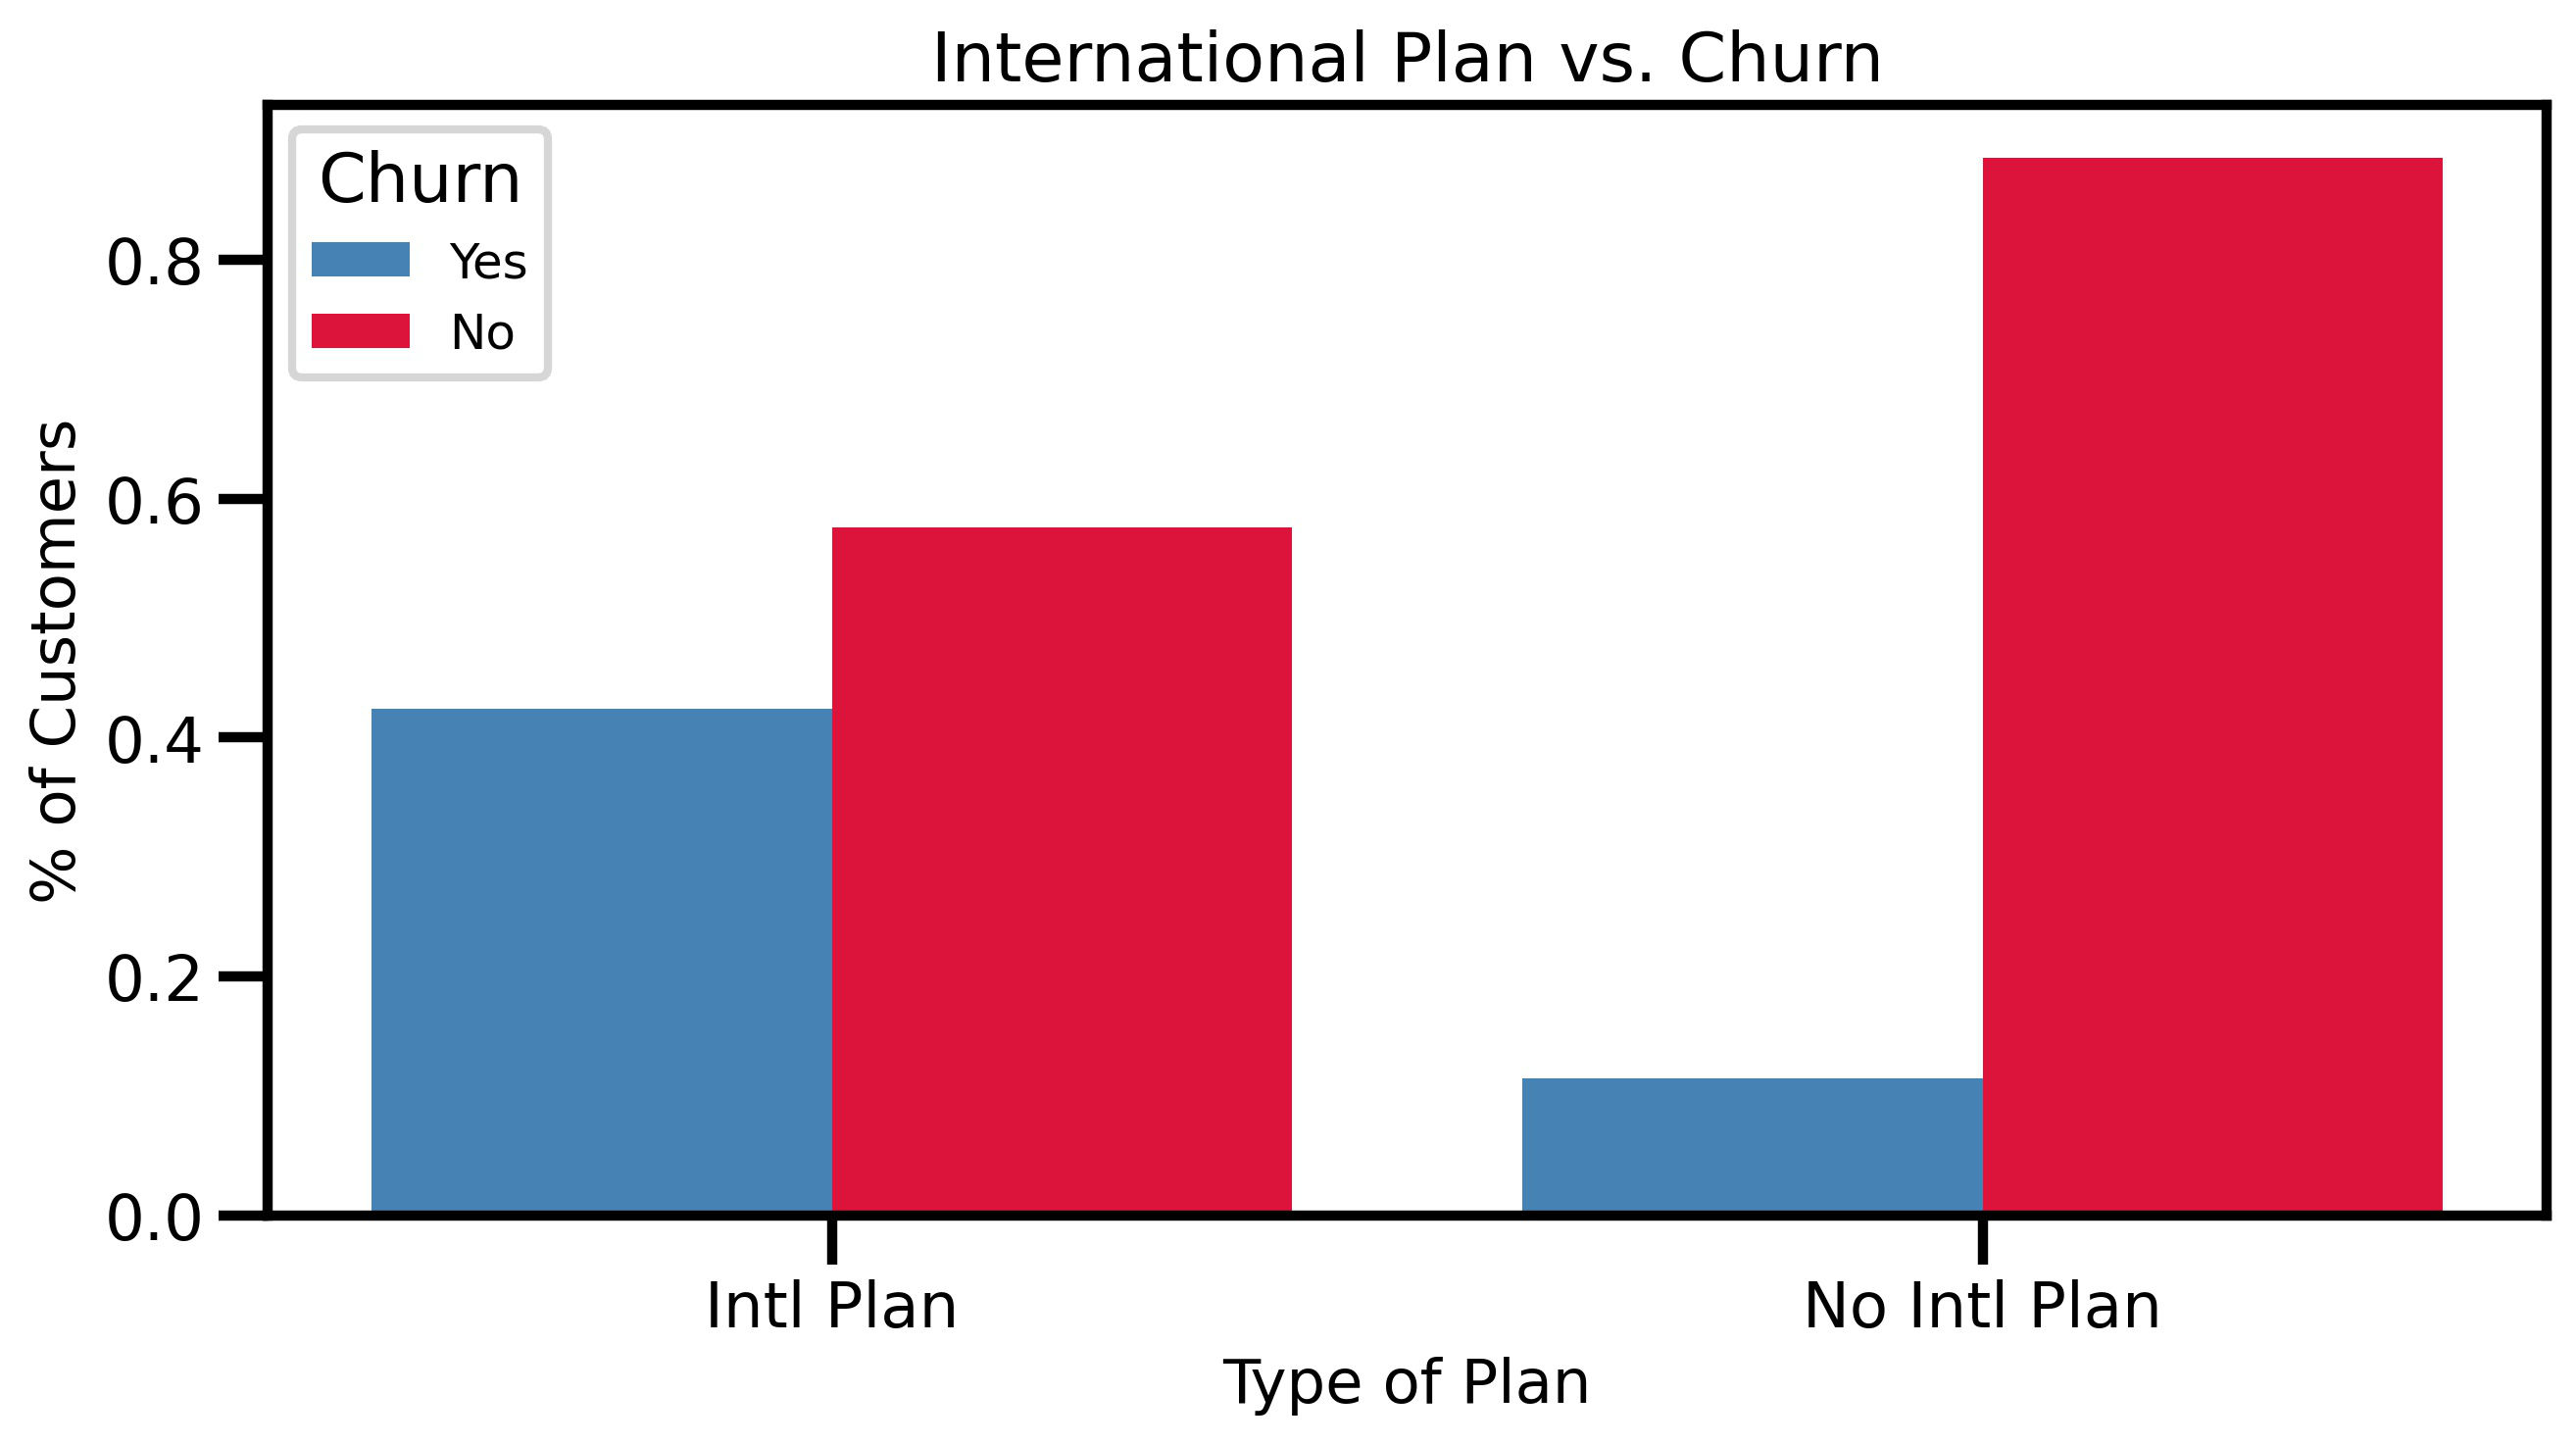 International Plan vs. Churn
Churn
Yes
No
% of Customers
0.8
0.6
0.4
0.2
0.0
Intl Plan
No Intl Plan
Type of Plan